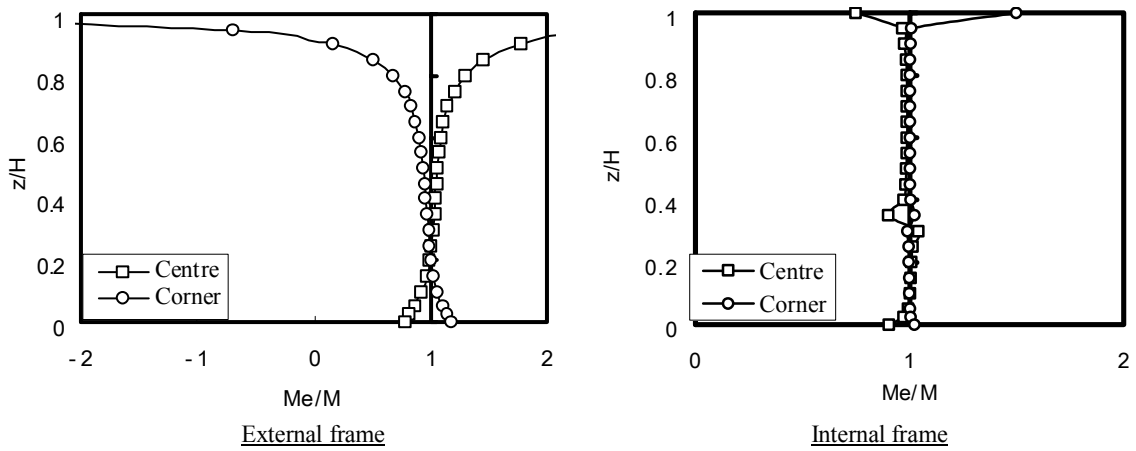 1
0.8
0.6
0.4
0.2
0
z/H
Centre
Corner
-2
-1
0
1
2
Me/M
External frame
1
0.8
0.6
0.4
0.2
0
z/H
Centre
Corner
0
1
2
Me/M
Internal frame